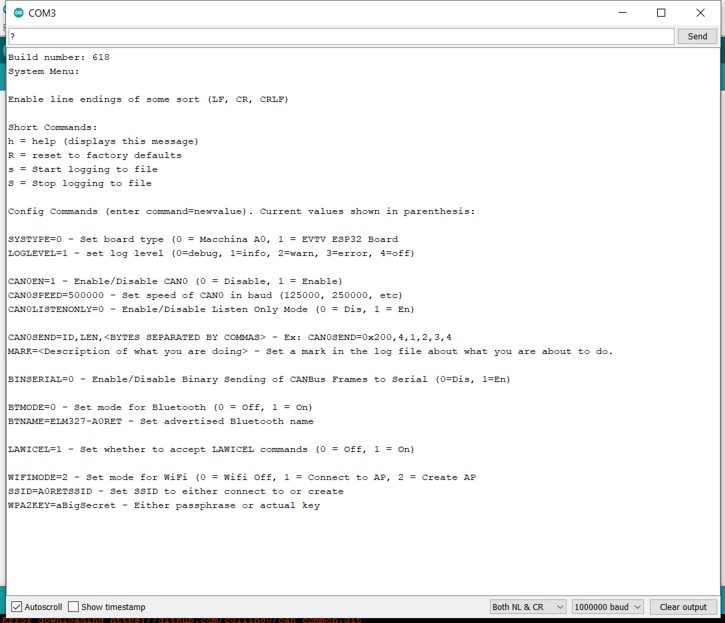 COM3
?
Send
Build number: 618
System Menu:
Enable line endings of some sort (LF, CR, CRLF)
Short Commands:
h = help (displays this message)
R = reset to factory defaults
s = Start logging to file
S = Stop logging to file
Config Commands (enter command=newvalue). Current values shown in parenthesis:
SYSTYPE=0 - Set board type (0 = Macchina A0, 1 = EVTV ESP32 Board
LOGLEVEL=1 - set log level (0=debug, 1=info, 2=warn, 3=error, 4=off)
CAN0EN=1 - Enable/Disable CAN0 (0 = Disable, 1 = Enable)
CAN0SPEED=500000 - Set speed of CAN0 in baud (125000, 250000, etc)
CAN0LISTENONLY=0 - Enable/Disable Listen Only Mode (0 = Dis, 1 = En)
CAN0SEND=ID,LEN,<BYTES SEPARATED BY COMMAS> - Ex: CAN0SEND=0x200,4,1,2,3,4
MARK=<Description of what you are doing> - Set a mark in the log file about what you are about to do.
BINSERIAL=0 - Enable/Disable Binary Sending of CANBus Frames to Serial (0=Dis, 1=En)
BTMODE=0 - Set mode for Bluetooth (0 = Off, 1 = On)
BTNAME=ELM327-A0RET - Set advertised Bluetooth name
LAWICEL=1 - Set whether to accept LAWICEL commands (0 = Off, 1 = On)
WIFIMODE=2 - Set mode for WiFi (0 = Wifi Off, 1 = Connect to AP, 2 = Create AP
SSID=A0RETSSID - Set SSID to either connect to or create
WPA2KEY=aBigSecret - Either passphrase or actual key
Autoscroll Show timestamp Both NL & CR 1000000 baud Clear output
Error downloading https://github.com/collin80/can_common.git